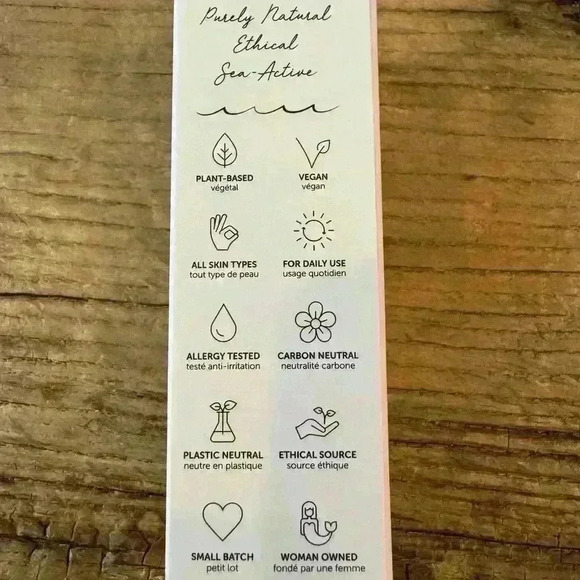 Purely Natural
Ethical
Sea-Active
PLANT-BASED
végétal
VEGAN
végan
ALL SKIN TYPES
tout type de peau
FOR DAILY USE
usage quotidien
ALLERGY TESTED
testé anti-irritation
CARBON NEUTRAL
neutralité carbone
PLASTIC NEUTRAL
neutre en plastique
ETHICAL SOURCE
source éthique
SMALL BATCH
petit lot
WOMAN OWNED
fondé par une femme